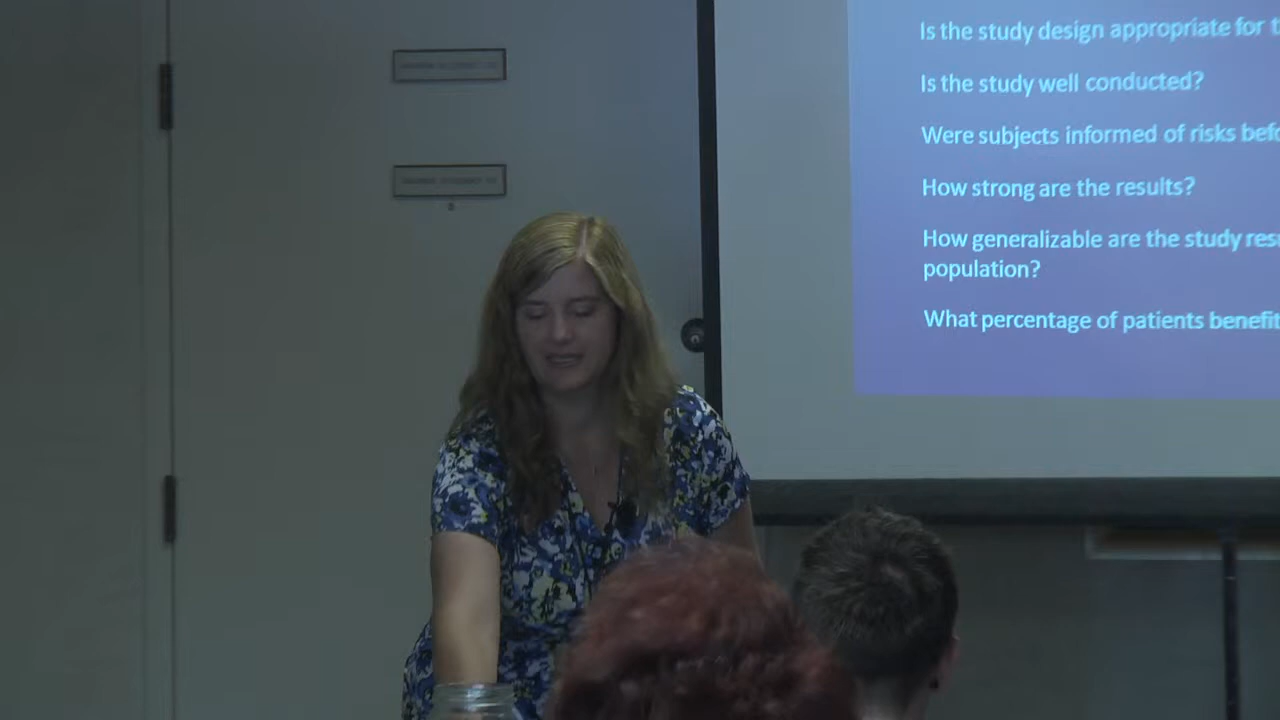 Is the study design appropriate for
Is the study well conducted?
Were subjects informed of risks
How strong are the results?
How generalizable are the study
population?
What percentage of patients benefit